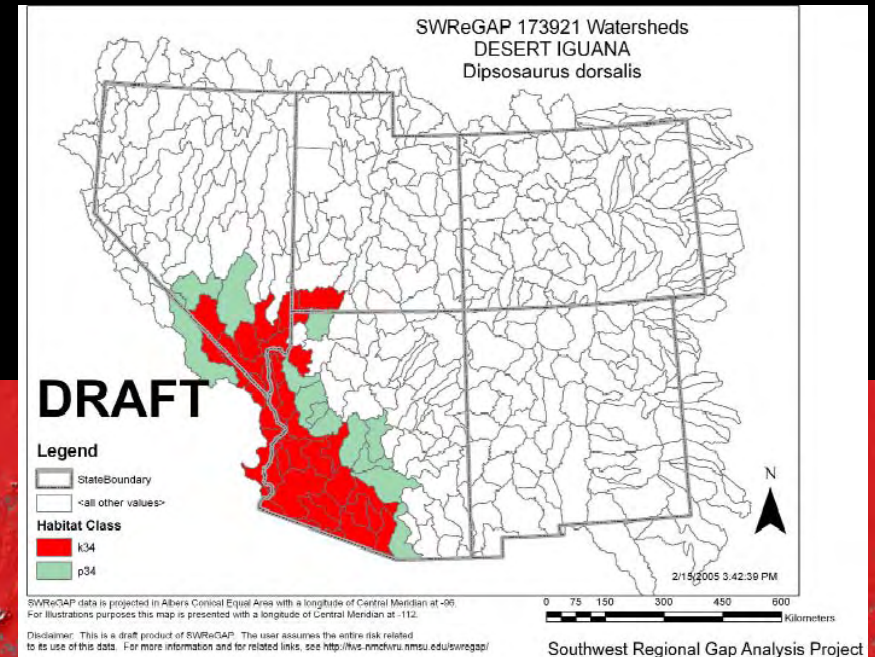 SWReGAP 173921 Watersheds
DESERT IGUANA
Dipsosaurus dorsalis
DRAFT
Legend
StateBoundary
<all other values>
Habitat Class
k34
p34
N
2/15/2005 3:42:39 PM
SWReGAP data is projected in Albers Conical Equal Area with a longitude of Central Meridian at -96.
For Illustrations purposes this map is presented with a longitude of Central Meridian at -112.
0 75 150 300 450 600
Kilometers
Disclaimer: This is a draft product of SWReGAP. The user assumes the entire risk related
to its use of this data. For more information and for related links, see http://fws-nmcfwru.nmsu.edu/swregap/
Southwest Regional Gap Analysis Project